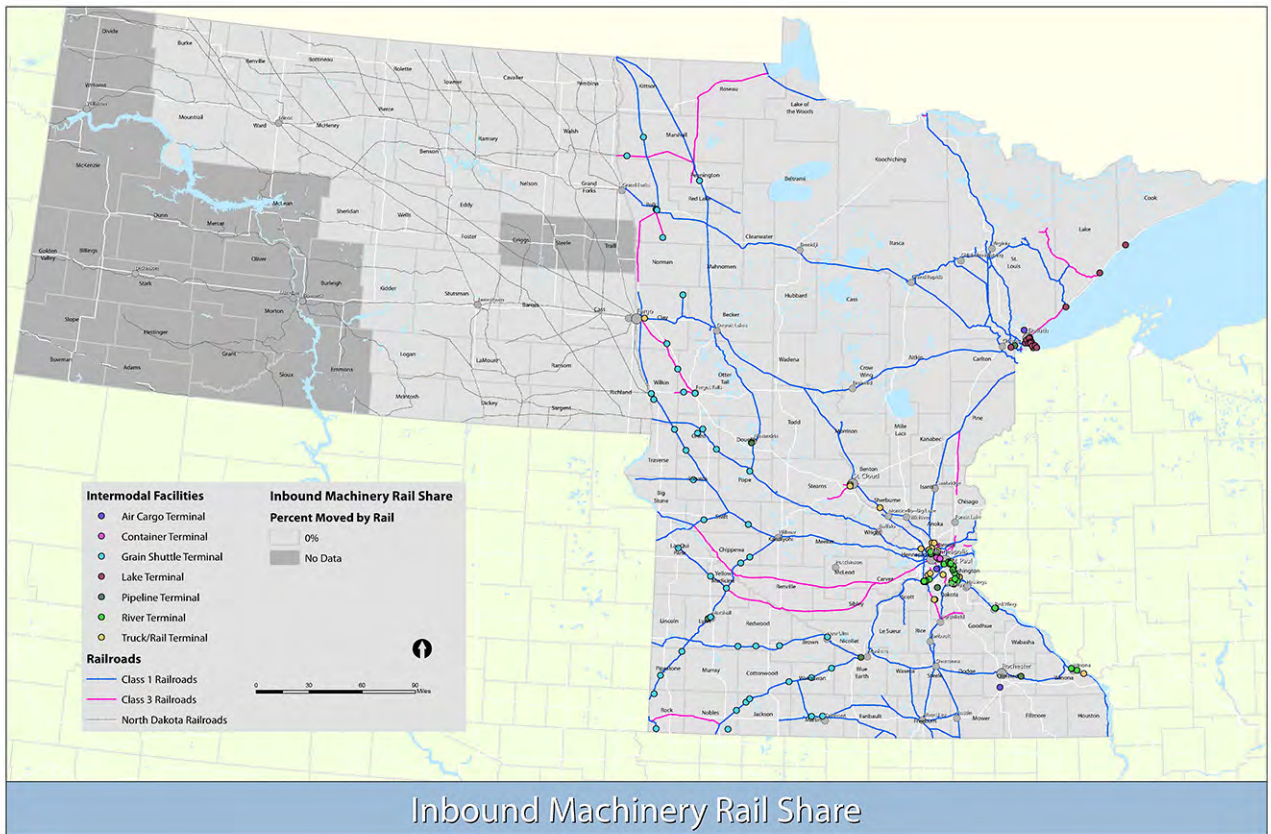 Divide
Burke
Renville
Bottineau
Rolette
Towner
Cavalier
Pembina
Kittson
Roseau
Lake of
the Woods
Williams
Mountrail
Ward
McHenry
Pierce
Ramsey
Walsh
Marshall
Koochiching
Benson
Beltrami
McKenzie
Nelson
Grand
Forks
Pennington
Red Lake
Cook
Dunn
McLean
Mercer
Sheridan
Wells
Eddy
Polk
Lake
Foster
Griggs
Steele
Traill
Norman
Clearwater
Itasca
St.
Louis
Golden
Valley
Billings
Oliver
Mahnomen
Stark
Burleigh
Kidder
Stutsman
Barnes
Cass
Clay
Becker
Hubbard
Cass
Slope
Hettinger
Morton
Logan
LaMoure
Ransom
Wadena
Aitkin
Carlton
Bowman
Adams
Grant
Sioux
Emmons
Richland
Wilkin
Otter
Tail
Crow
Wing
McIntosh
Dickey
Sargent
Todd
Morrison
Mille
Lacs
Kanabec
Pine
Grant
Douglas
Traverse
Big
Stone
Pope
Stearns
Benton
St. Cloud
Sherburne
Isanti
Chisago
Anoka
Swift
Kandiyohi
Meeker
Wright
Chippewa
Yellow
Medicine
Renville
McLeod
Carver
Hennepin
Washington
Dakota
Scott
Sibley
Lincoln
Lyon
Redwood
Brown
Nicollet
Le Sueur
Rice
Goodhue
Wabasha
Pipestone
Murray
Cottonwood
Watonwan
Blue
Earth
Waseca
Steele
Dodge
Rochester
Olmsted
Winona
Rock
Nobles
Jackson
Martin
Faribault
Freeborn
Mower
Fillmore
Houston
Intermodal Facilities
Air Cargo Terminal
Container Terminal
Grain Shuttle Terminal
Lake Terminal
Pipeline Terminal
River Terminal
Truck/Rail Terminal
Railroads
Class 1 Railroads
Class 3 Railroads
North Dakota Railroads
Inbound Machinery Rail Share
Percent Moved by Rail
0%
No Data
0 30 60 90
Miles
Inbound Machinery Rail Share